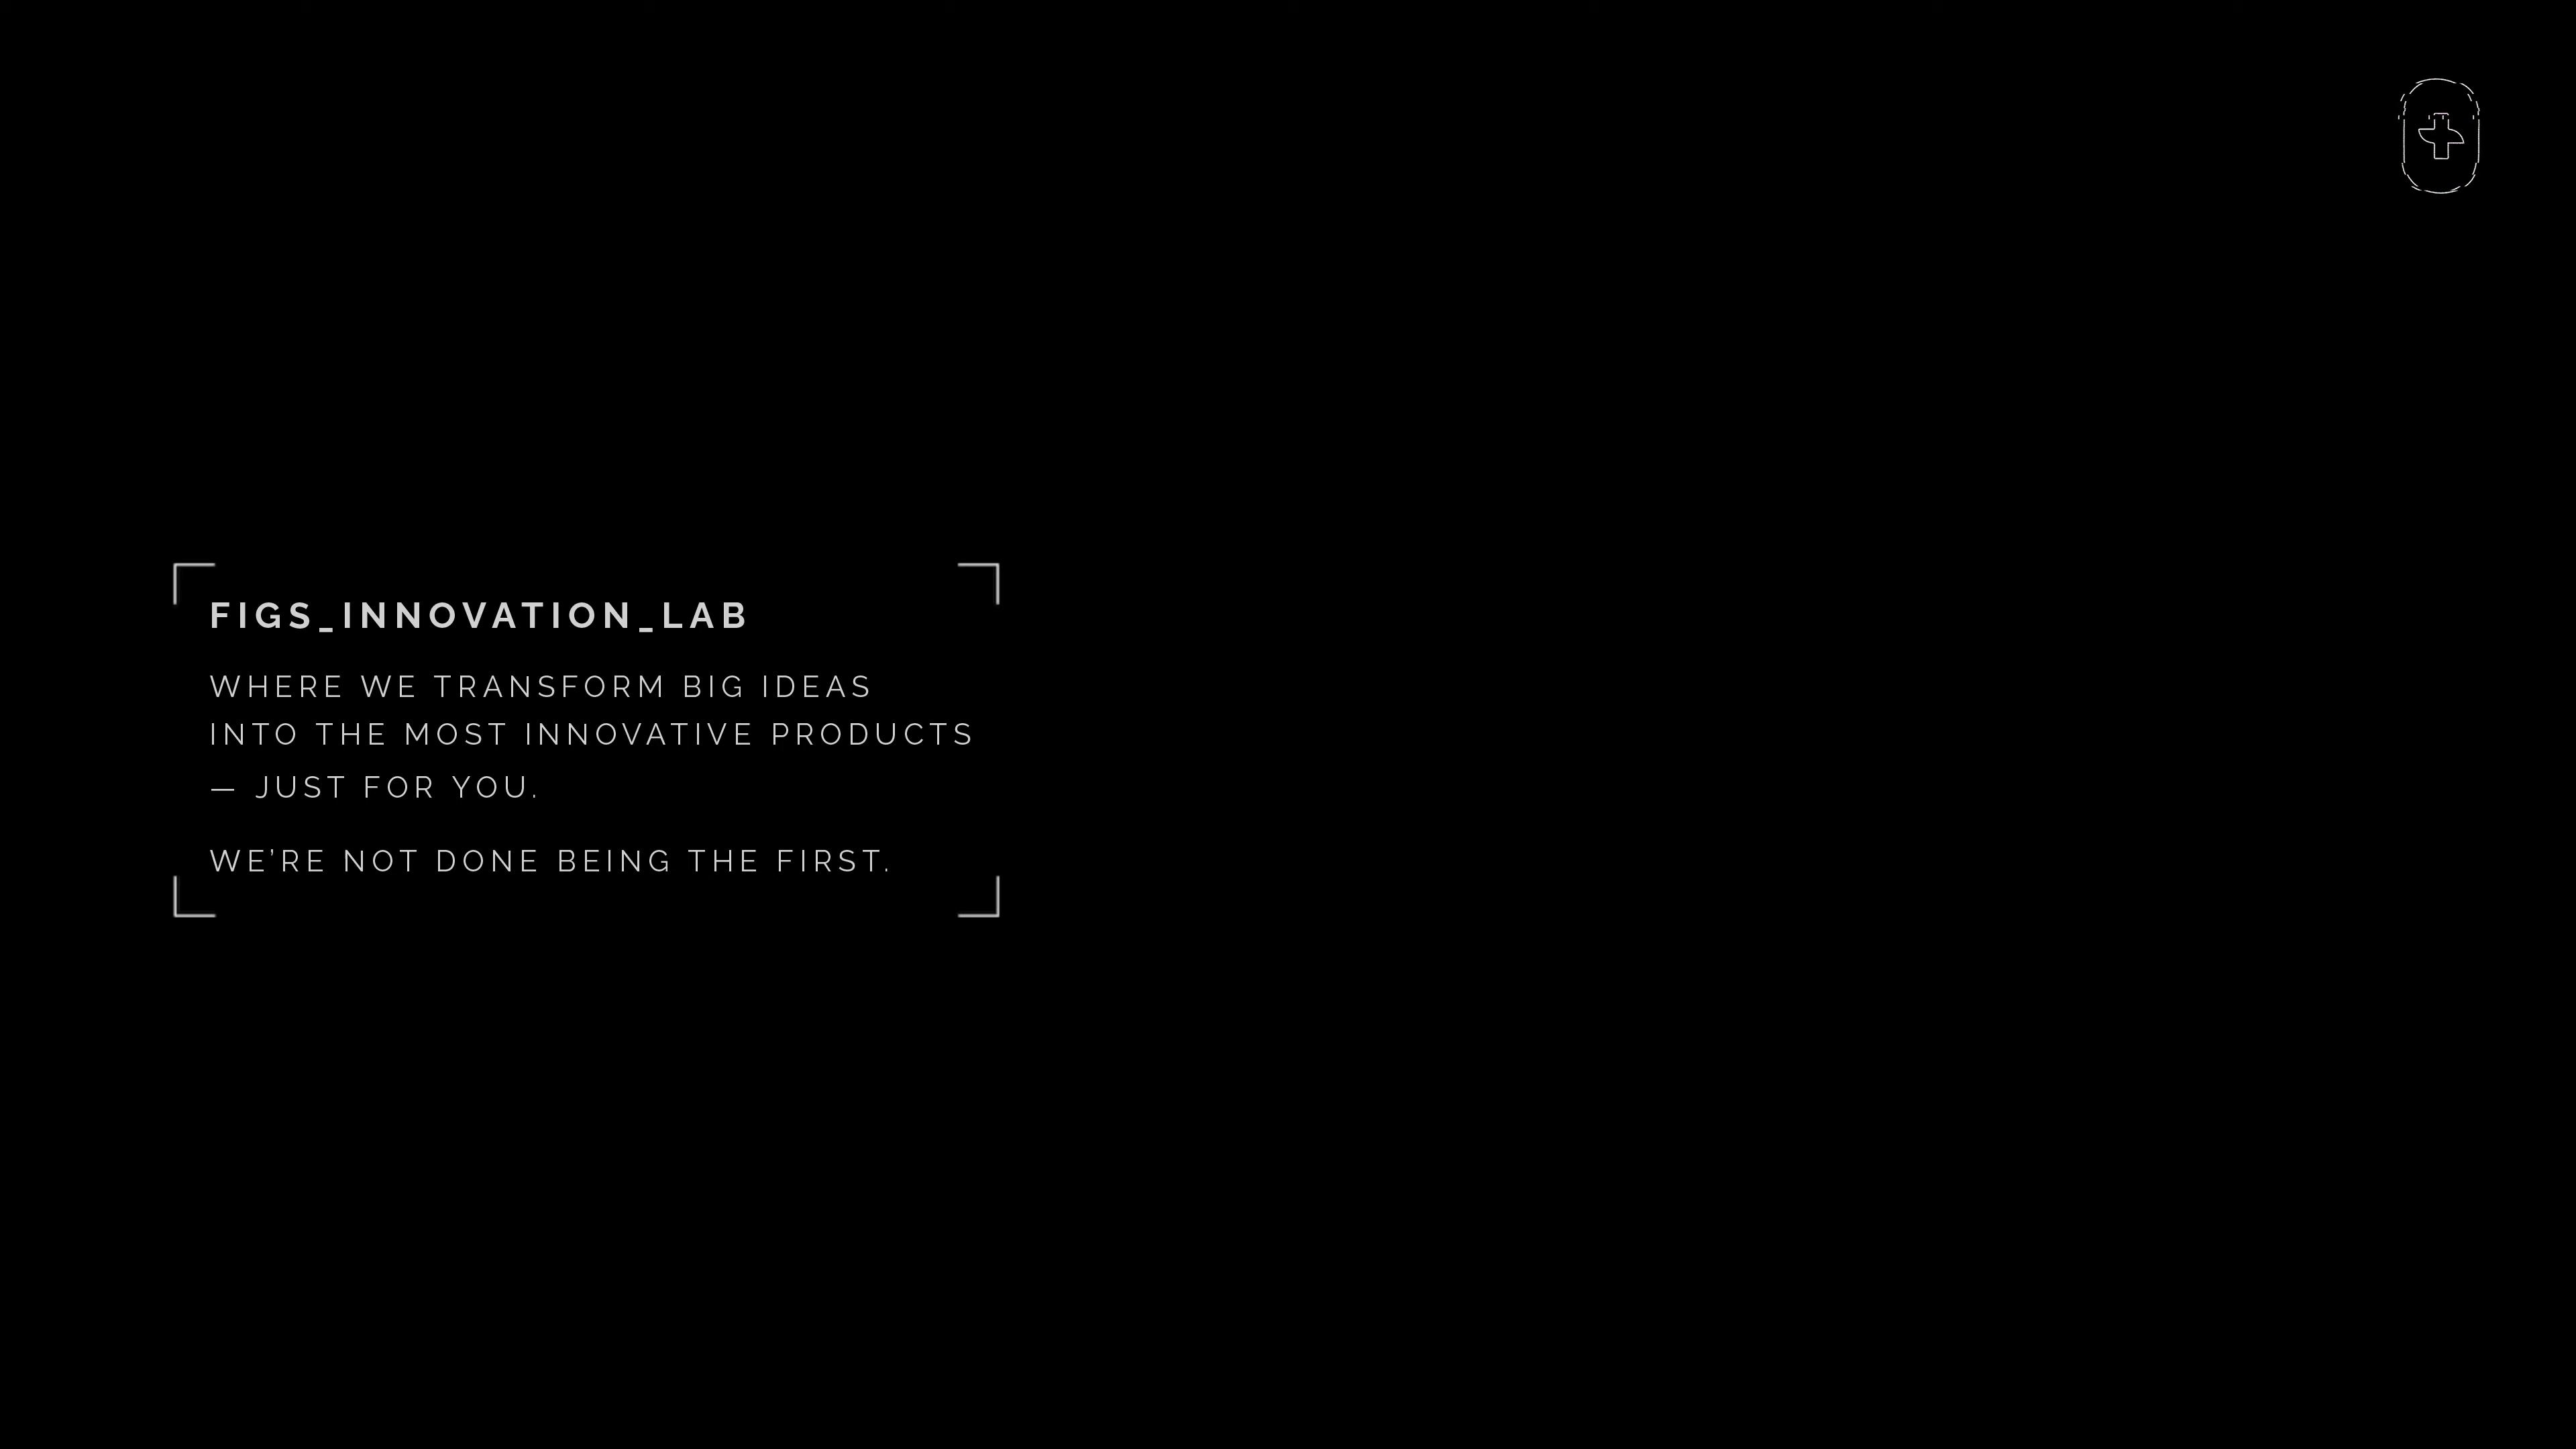 FIGS_INNOVATION_LAB
WHERE WE TRANSFORM BIG IDEAS
INTO THE MOST INNOVATIVE PRODUCTS
— JUST FOR YOU.
WE’RE NOT DONE BEING THE FIRST.